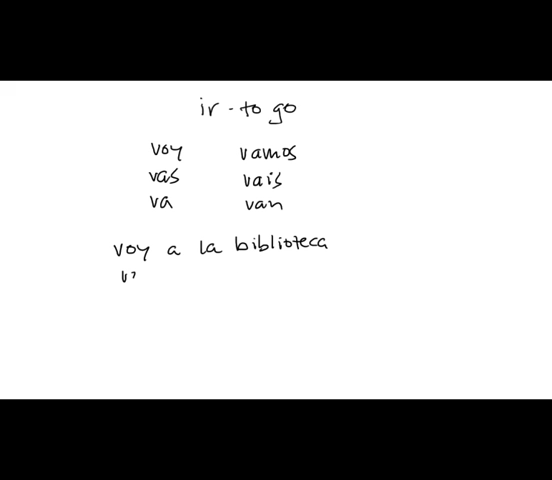 ir - to go
voy vamos
vas vais
va van
voy a la biblioteca